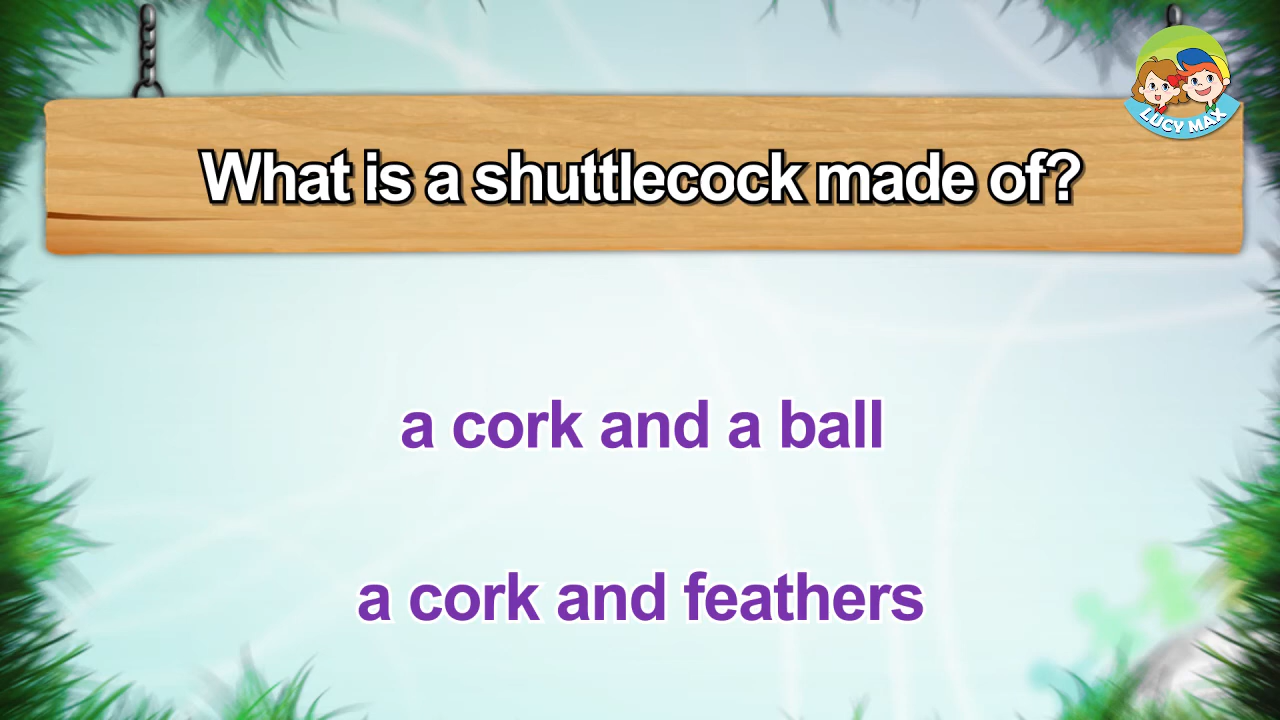 LUCY MAX
What is a shuttlecock made of?
a cork and a ball
a cork and feathers